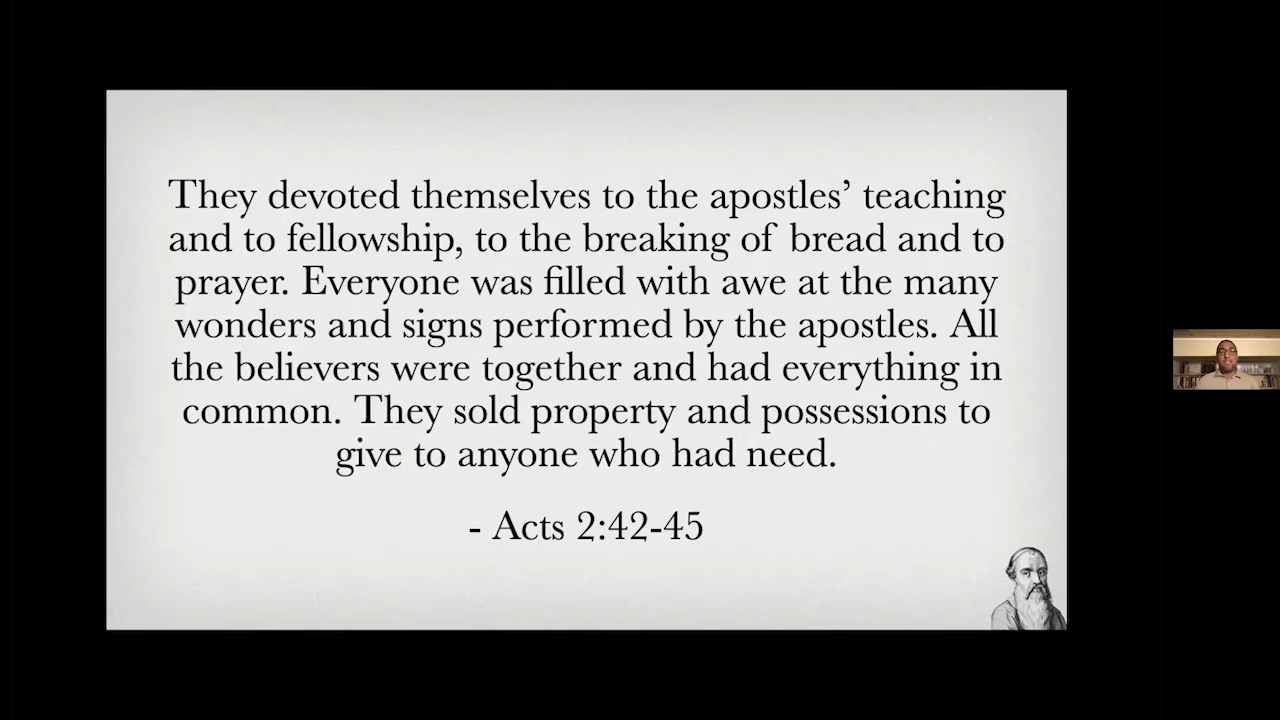 They devoted themselves to the apostles’ teaching
and to fellowship, to the breaking of bread and to
prayer. Everyone was filled with awe at the many
wonders and signs performed by the apostles. All
the believers were together and had everything in
common. They sold property and possessions to
give to anyone who had need.
- Acts 2:42-45